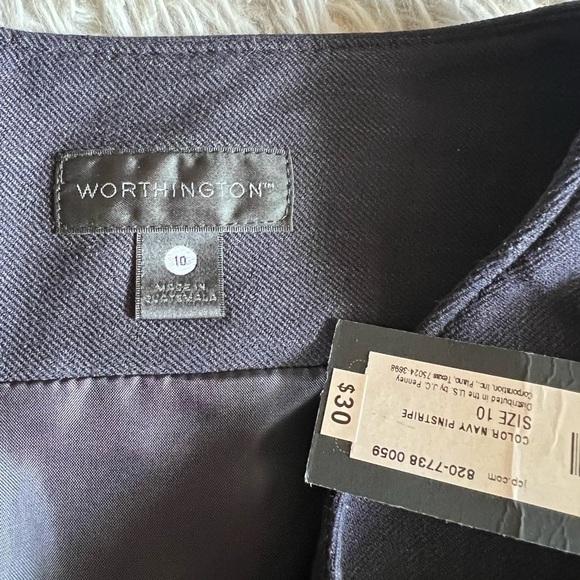 WORTHINGTON™
10
MADE IN
GUATEMALA
$30
jcp.com
820-7738 0059
COLOR NAVY PINSTRIPE
SIZE 10
Distributed in the U.S. by J.C. Penney
Corporation, Inc., Plano, Texas 75024-3698